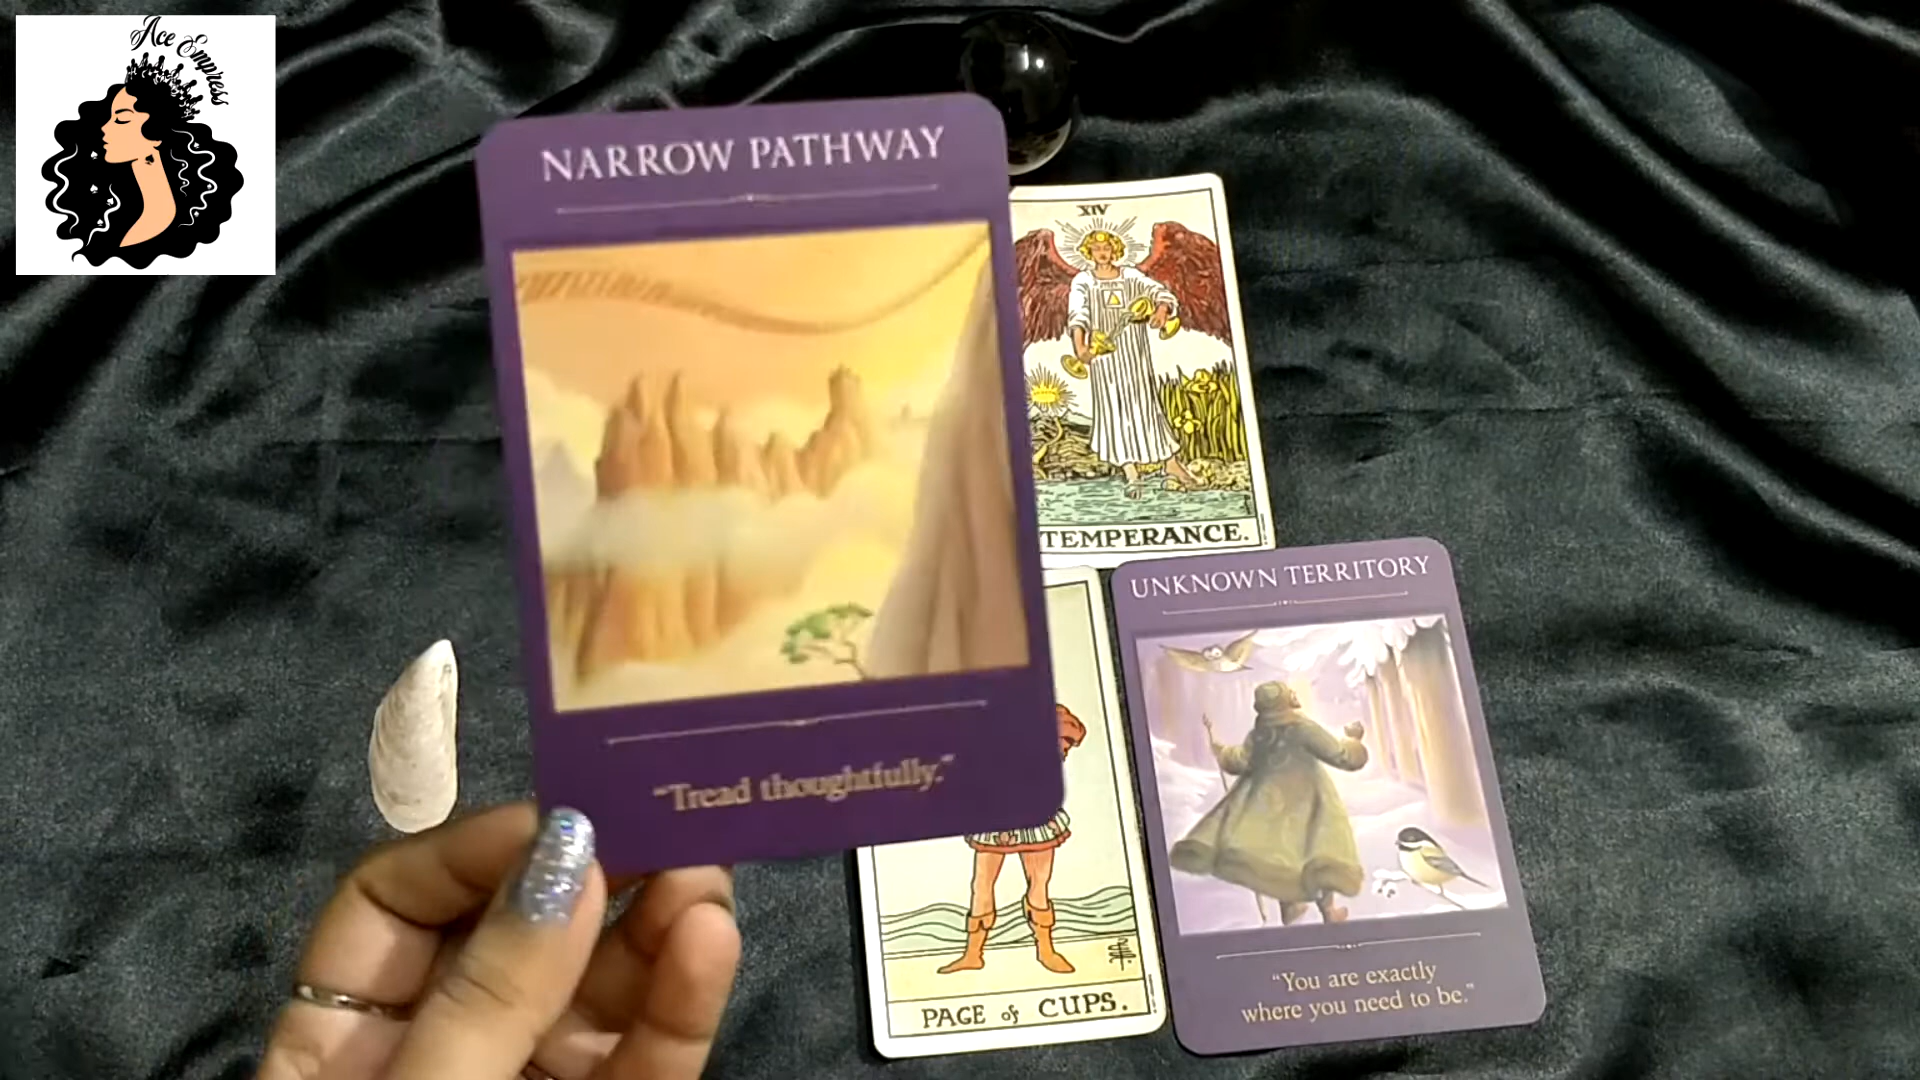 Ace Empress
NARROW PATHWAY
"Tread thoughtfully."
XIV
TEMPERANCE.
UNKNOWN TERRITORY
"You are exactly
where you need to be."
PAGE of CUPS.